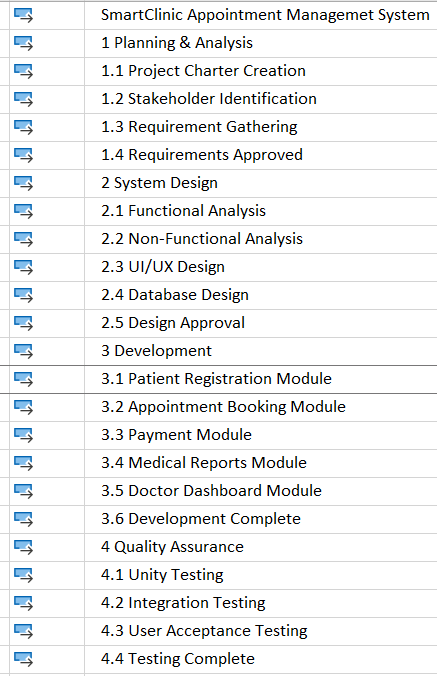 SmartClinic Appointment Managemet System
1 Planning & Analysis
1.1 Project Charter Creation
1.2 Stakeholder Identification
1.3 Requirement Gathering
1.4 Requirements Approved
2 System Design
2.1 Functional Analysis
2.2 Non-Functional Analysis
2.3 UI/UX Design
2.4 Database Design
2.5 Design Approval
3 Development
3.1 Patient Registration Module
3.2 Appointment Booking Module
3.3 Payment Module
3.4 Medical Reports Module
3.5 Doctor Dashboard Module
3.6 Development Complete
4 Quality Assurance
4.1 Unity Testing
4.2 Integration Testing
4.3 User Acceptance Testing
4.4 Testing Complete